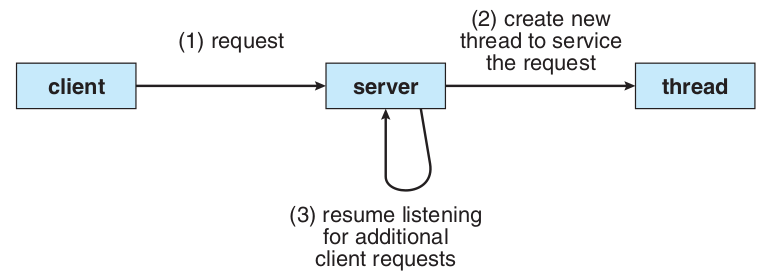 (1) request
(2) create new
thread to service
the request
client
server
thread
(3) resume listening
for additional
client requests